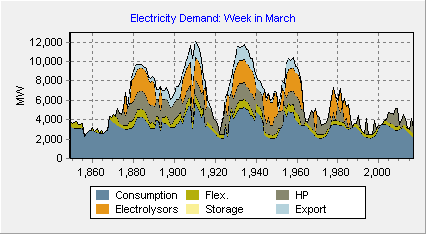 Electricity Demand: Week in March
12,000
10,000
8,000
6,000
4,000
2,000
0
MW
1,860 1,880 1,900 1,920 1,940 1,960 1,980 2,000
Consumption Flex. HP
Electrolysors Storage Export